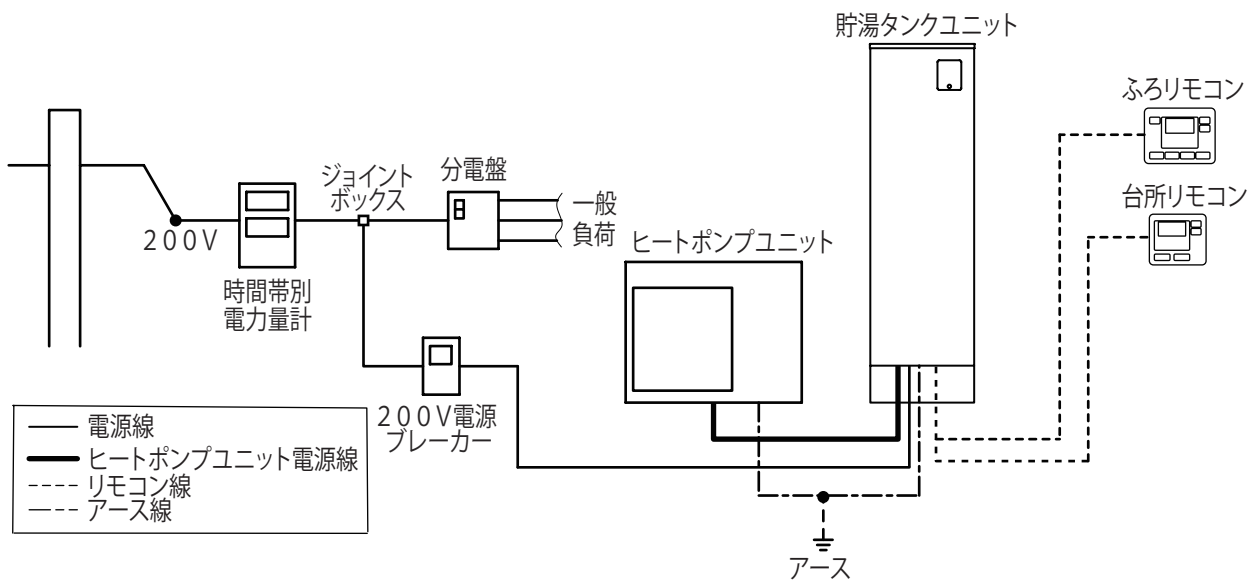 貯湯タンクユニット
ふろリモコン
台所リモコン
ジョイント
ボックス
分電盤
一般
負荷
ヒートポンプユニット
200V
時間帯別
電力量計
200V電源
ブレーカー
電源線
ヒートポンプユニット電源線
リモコン線
アース線
アース